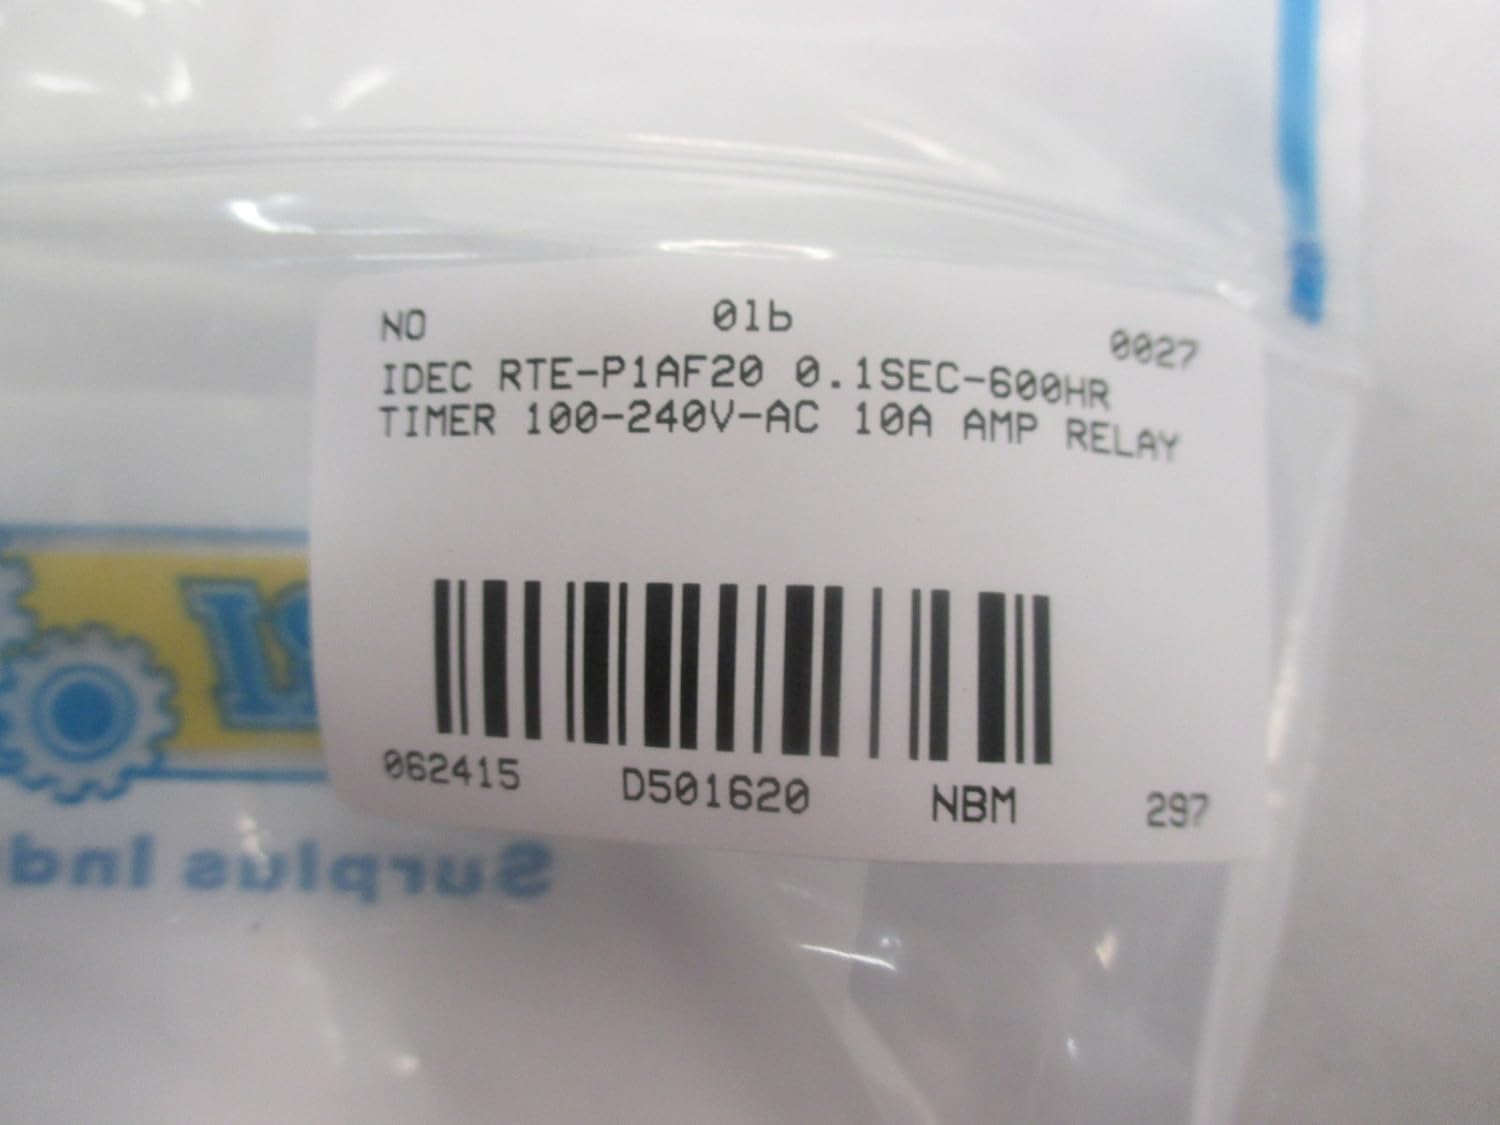 NO 01b 0027
IDEC RTE-P1AF20 0.1SEC-600HR
TIMER 100-240V-AC 10A AMP RELAY
062415 D501620 NBM 297
Surplus Ind